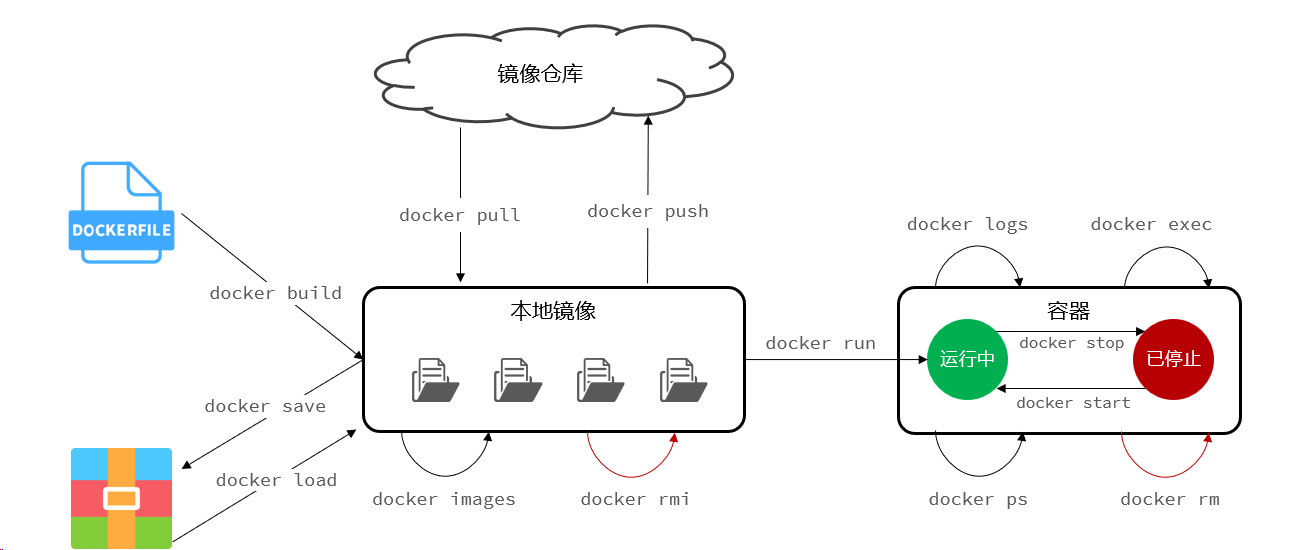 镜像仓库
docker pull
docker push
DOCKERFILE
docker build
docker logs
docker exec
本地镜像
容器
docker run
运行中
docker stop
已停止
docker start
docker save
docker load
docker images
docker rmi
docker ps
docker rm